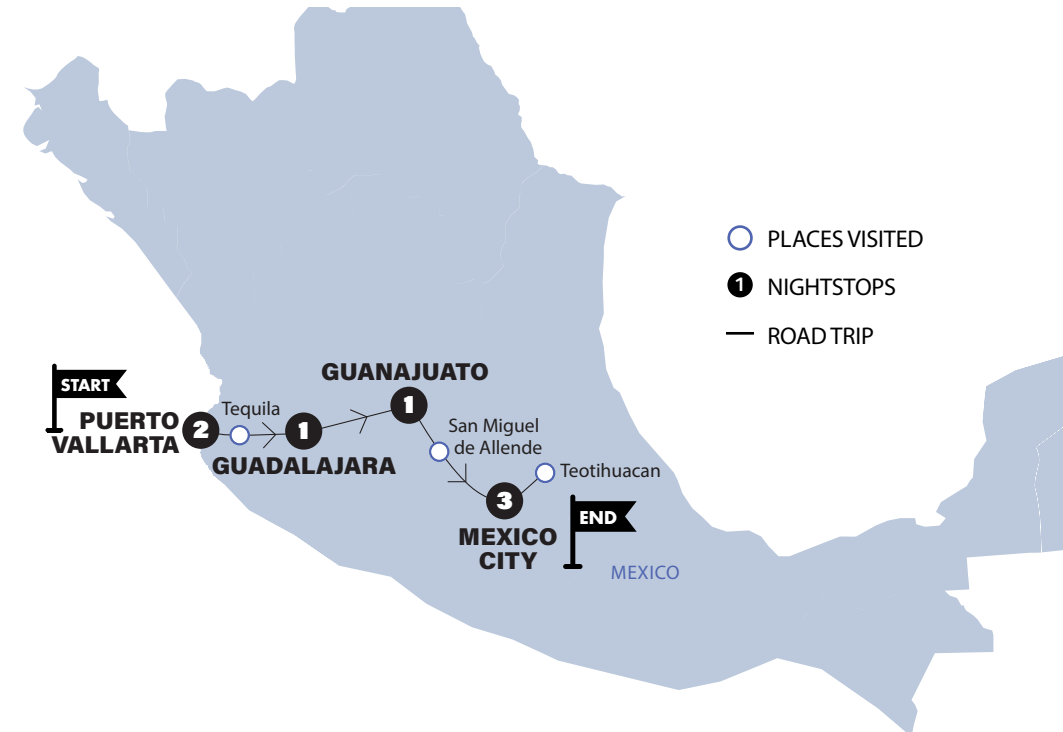 PLACES VISITED
1 NIGHTSTOPS
ROAD TRIP
START
PUERTO
VALLARTA
2
Tequila
1
GUADALAJARA
GUANAJUATO
1
San Miguel
de Allende
Teotihuacan
3
MEXICO
CITY
END
MEXICO